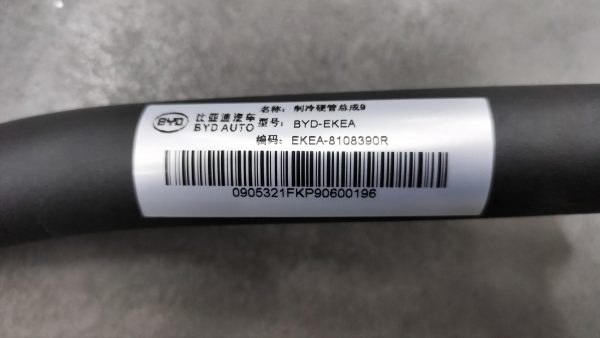 名称: 制冷硬管总成9
BYD 比亚迪汽车 型号: BYD-EKEA
BYD AUTO
编码: EKEA-8108390R
0905321FKP90600196